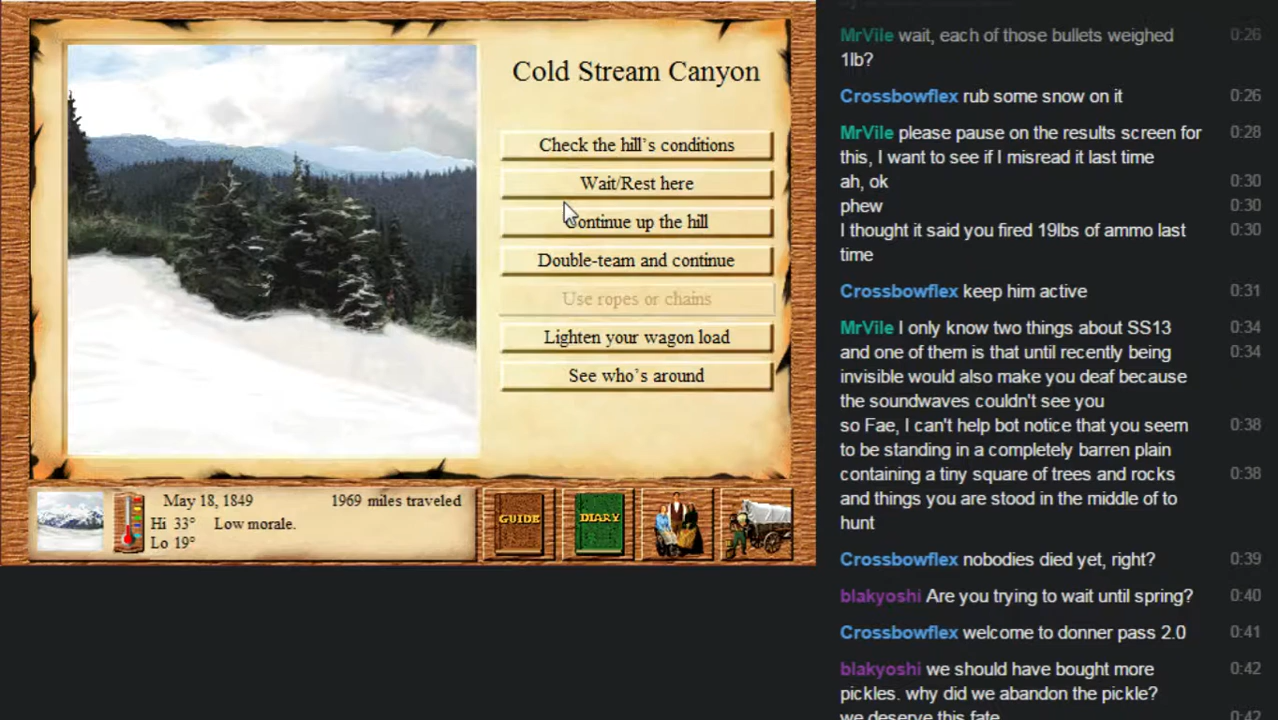 Cold Stream Canyon
Check the hill's conditions
Wait/Rest here
Continue up the hill
Double-team and continue
Use ropes or chains
Lighten your wagon load
See who's around
May 18, 1849
1969 miles traveled
Hi 33° Low morale.
Lo 19°
GUIDE
DIARY
MrVile wait, each of those bullets weighed 0:26
1lb?
Crossbowflex rub some snow on it 0:26
MrVile please pause on the results screen for 0:28
this, I want to see if I misread it last time
ah, ok 0:30
phew 0:30
I thought it said you fired 19lbs of ammo last 0:30
time
Crossbowflex keep him active 0:31
MrVile I only know two things about SS13 0:34
and one of them is that until recently being 0:34
invisible would also make you deaf because
the soundwaves couldn't see you
so Fae, I can't help bot notice that you seem 0:38
to be standing in a completely barren plain
containing a tiny square of trees and rocks 0:38
and things you are stood in the middle of to
hunt
Crossbowflex nobodies died yet, right? 0:39
blakyoshi Are you trying to wait until spring? 0:40
Crossbowflex welcome to donner pass 2.0 0:41
blakyoshi we should have bought more 0:42
pickles. why did we abandon the pickle?
we deserve this fate 0:42